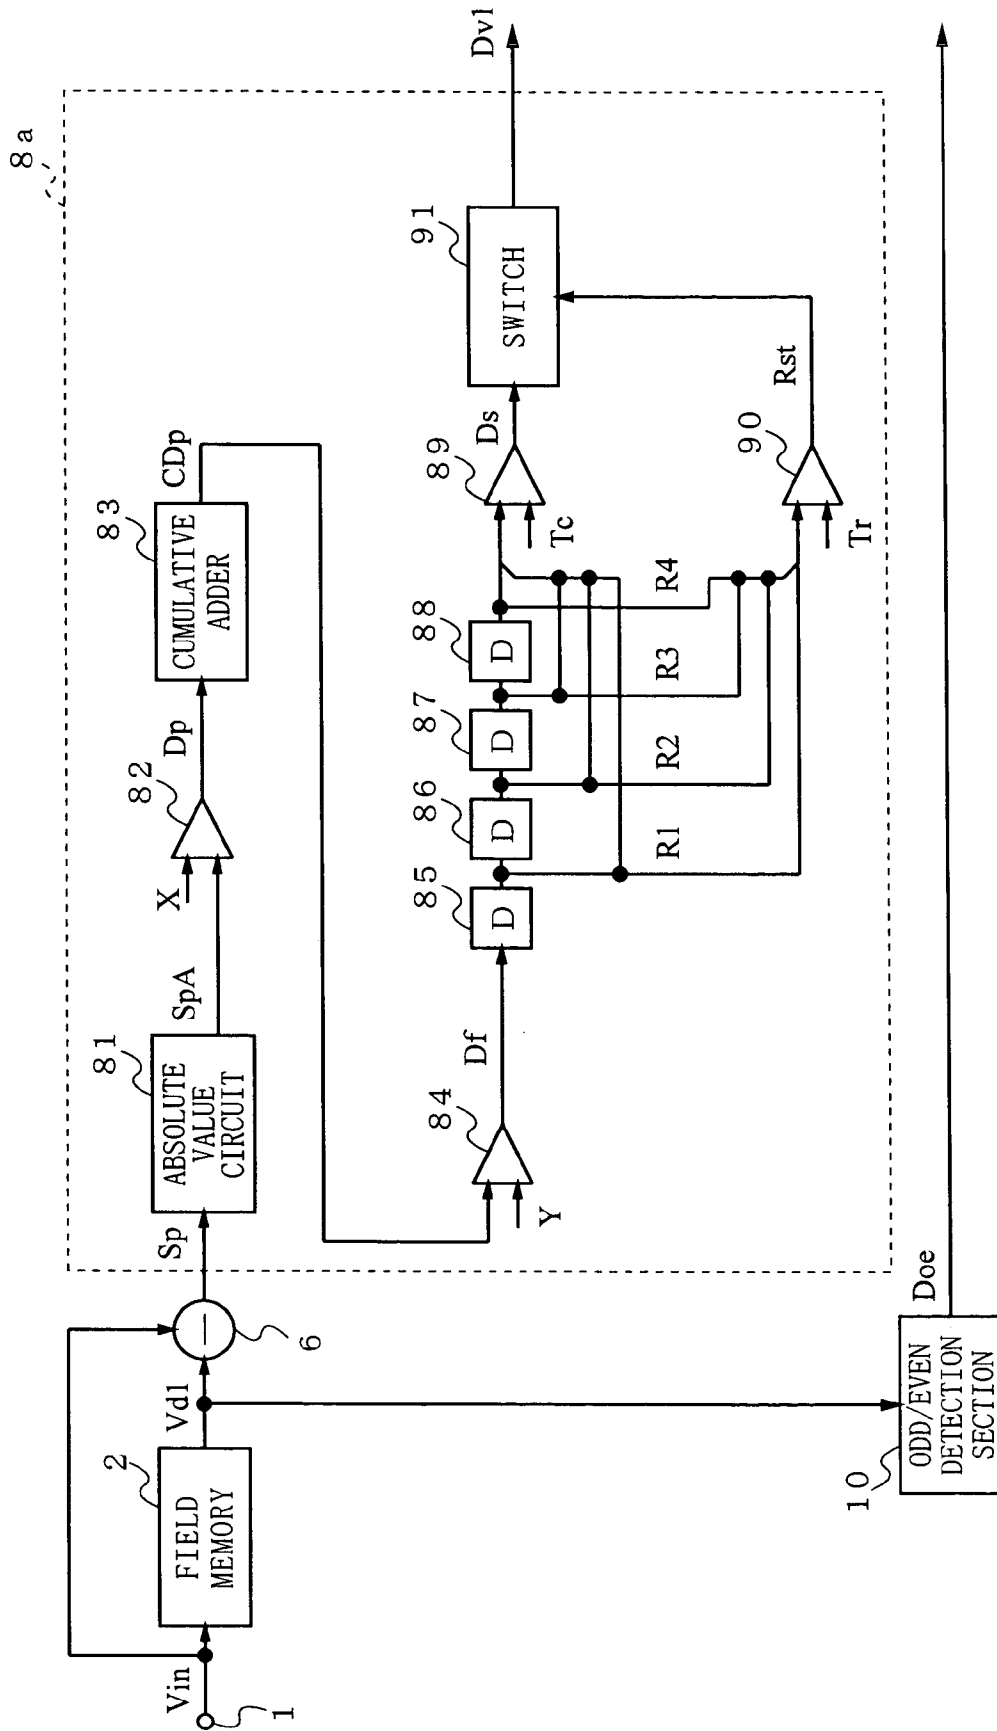 8a
Vin
1
FIELD
MEMORY
2
Vd1
6
Sp
ABSOLUTE
VALUE
CIRCUIT
81
SpA
X
82
Dp
CUMULATIVE
ADDER
83
CDp
Y
84
Df
D
85
D
86
D
87
D
88
R1
R2
R3
R4
Tc
89
Ds
Tr
90
Rst
SWITCH
91
Dv1
ODD/EVEN
DETECTION
SECTION
10
Doe